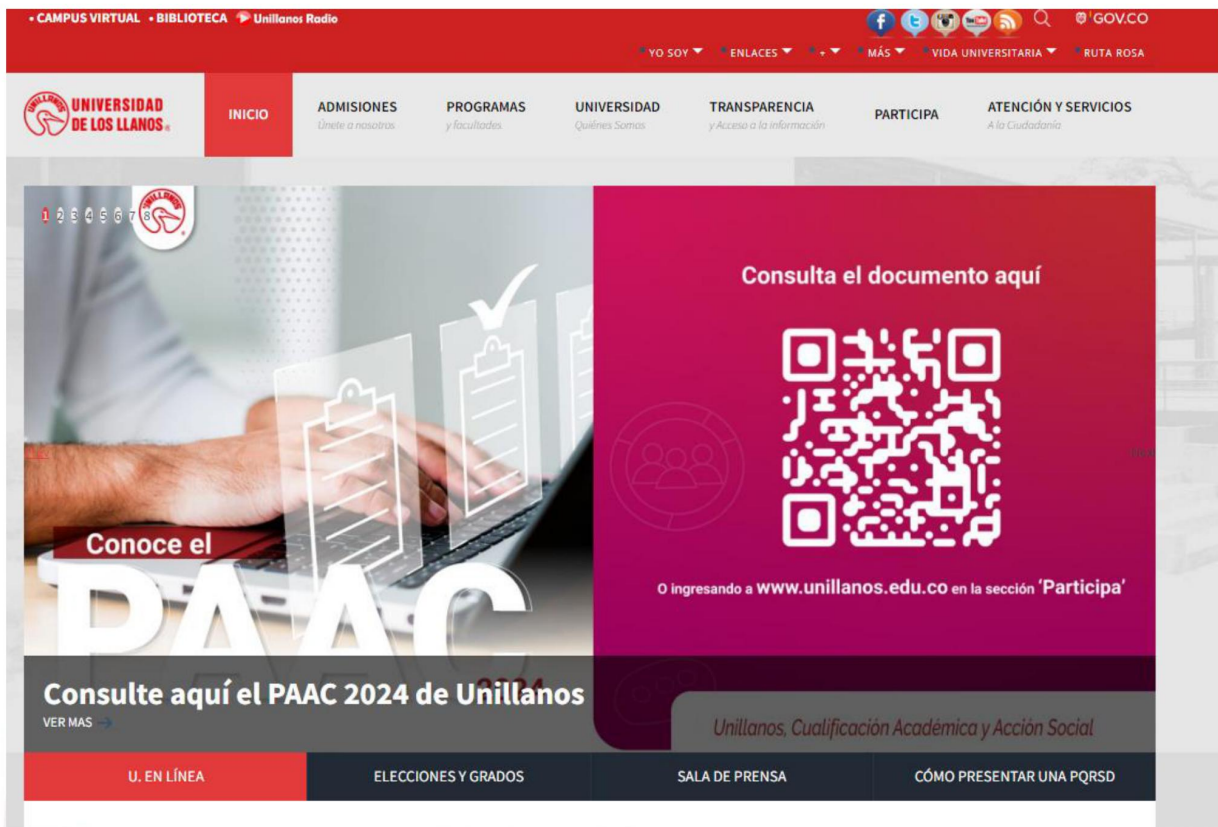 • CAMPUS VIRTUAL • BIBLIOTECA Unillanos Radio
GOV.CO
YO SOY ENLACES + MÁS VIDA UNIVERSITARIA RUTA ROSA
UNILLANOS
UNIVERSIDAD
DE LOS LLANOS
INICIO
ADMISIONES
Únete a nosotros
PROGRAMAS
y facultades
UNIVERSIDAD
Quiénes Somos
TRANSPARENCIA
y Acceso a la Información
PARTICIPA
ATENCIÓN Y SERVICIOS
A la Ciudadanía
1 2 3 4 5 6 7 8
UNILLANOS
Consulta el documento aquí
Conoce el
PAAC
2024
O ingresando a www.unillanos.edu.co en la sección 'Participa'
Consulte aquí el PAAC 2024 de Unillanos
VER MAS →
Unillanos, Cualificación Académica y Acción Social
U. EN LÍNEA
ELECCIONES Y GRADOS
SALA DE PRENSA
CÓMO PRESENTAR UNA PQRSD